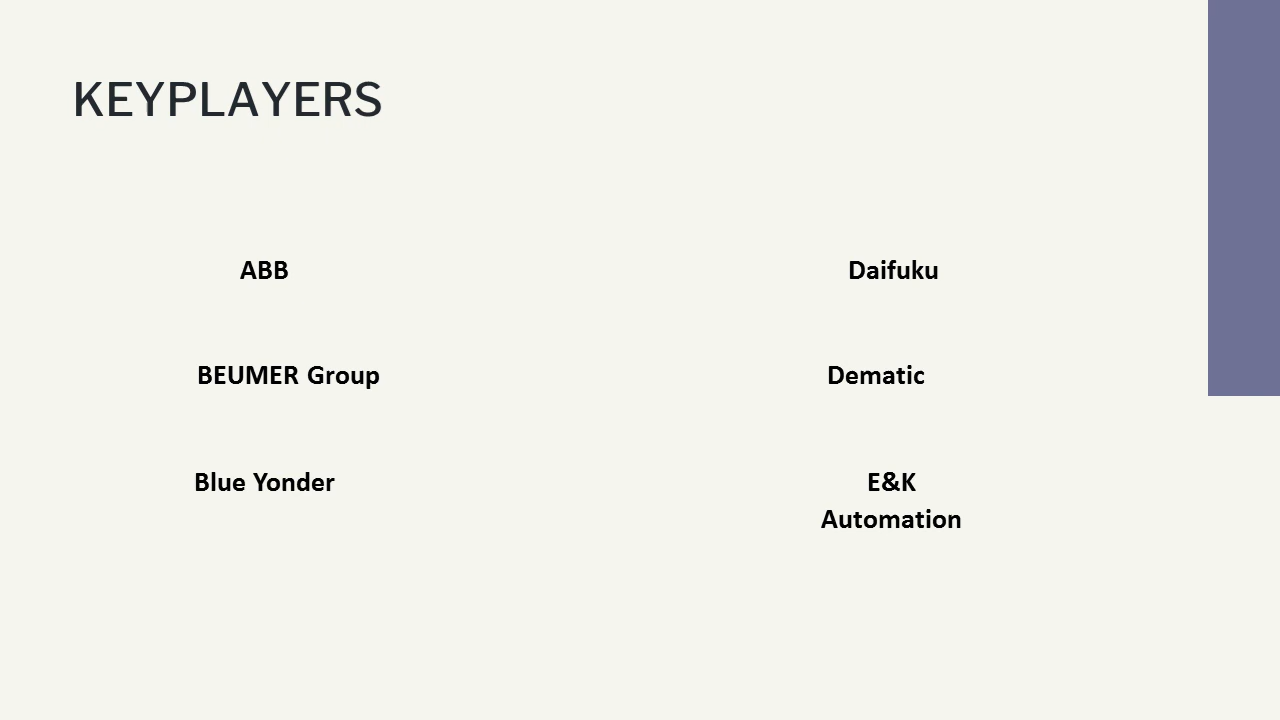 KEYPLAYERS
ABB
Daifuku
BEUMER Group
Dematic
Blue Yonder
E&K
Automation